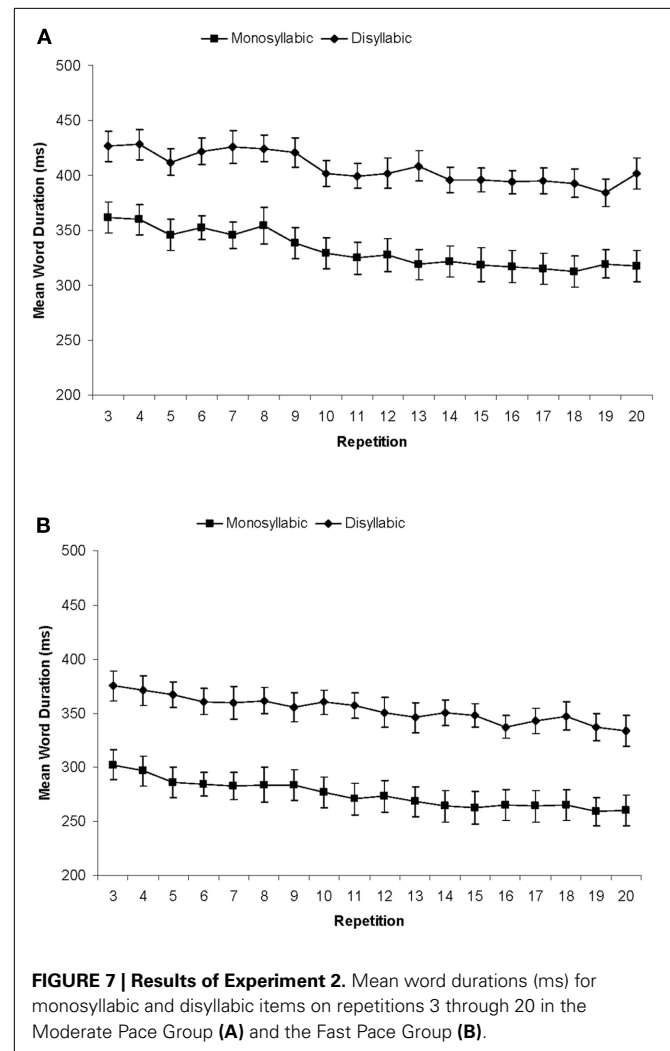 A
Monosyllabic Disyllabic
500
450
400
350
300
250
200
Mean Word Duration (ms)
3 4 5 6 7 8 9 10 11 12 13 14 15 16 17 18 19 20
Repetition
B
Monosyllabic Disyllabic
500
450
400
350
300
250
200
Mean Word Duration (ms)
3 4 5 6 7 8 9 10 11 12 13 14 15 16 17 18 19 20
Repetition
FIGURE 7 | Results of Experiment 2. Mean word durations (ms) for
monosyllabic and disyllabic items on repetitions 3 through 20 in the
Moderate Pace Group (A) and the Fast Pace Group (B).